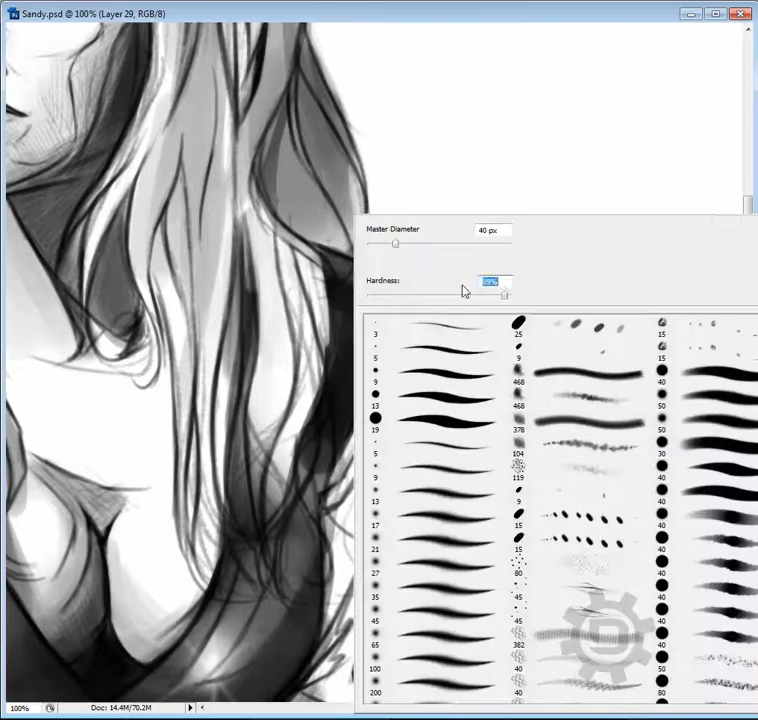 Sandy.psd @ 100% (Layer 29, RGB/8)
Master Diameter 40 px
Hardness: 89%
3 25 15
5 9 15
9 468 40
13 468 50
19 378 50
5 104 30
9 119 40
13 9 40
17 15 40
21 15 40
27 80 40
35 45 40
45 45 40
65 382 40
100 40 50
200 40 80
100% Doc: 14.4M/70.2M